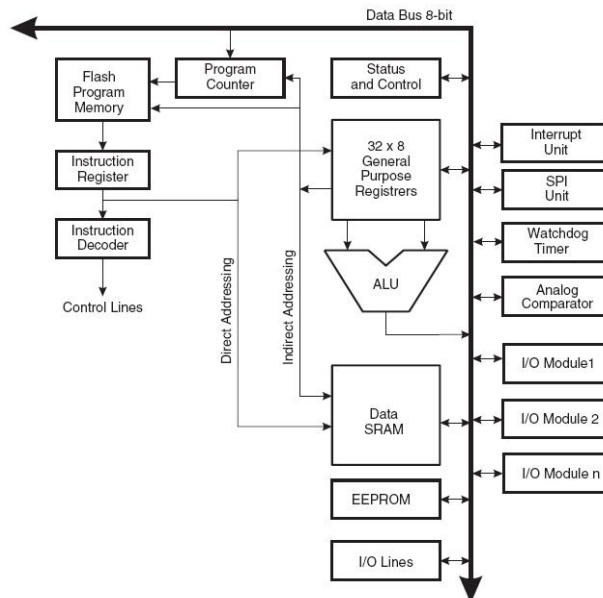 Data Bus 8-bit
Flash
Program
Memory
Program
Counter
Status
and Control
Instruction
Register
32 x 8
General
Purpose
Registrers
Interrupt
Unit
SPI
Unit
Instruction
Decoder
Watchdog
Timer
Control Lines
Direct Addressing
Indirect Addressing
ALU
Analog
Comparator
I/O Module1
Data
SRAM
I/O Module 2
I/O Module n
EEPROM
I/O Lines